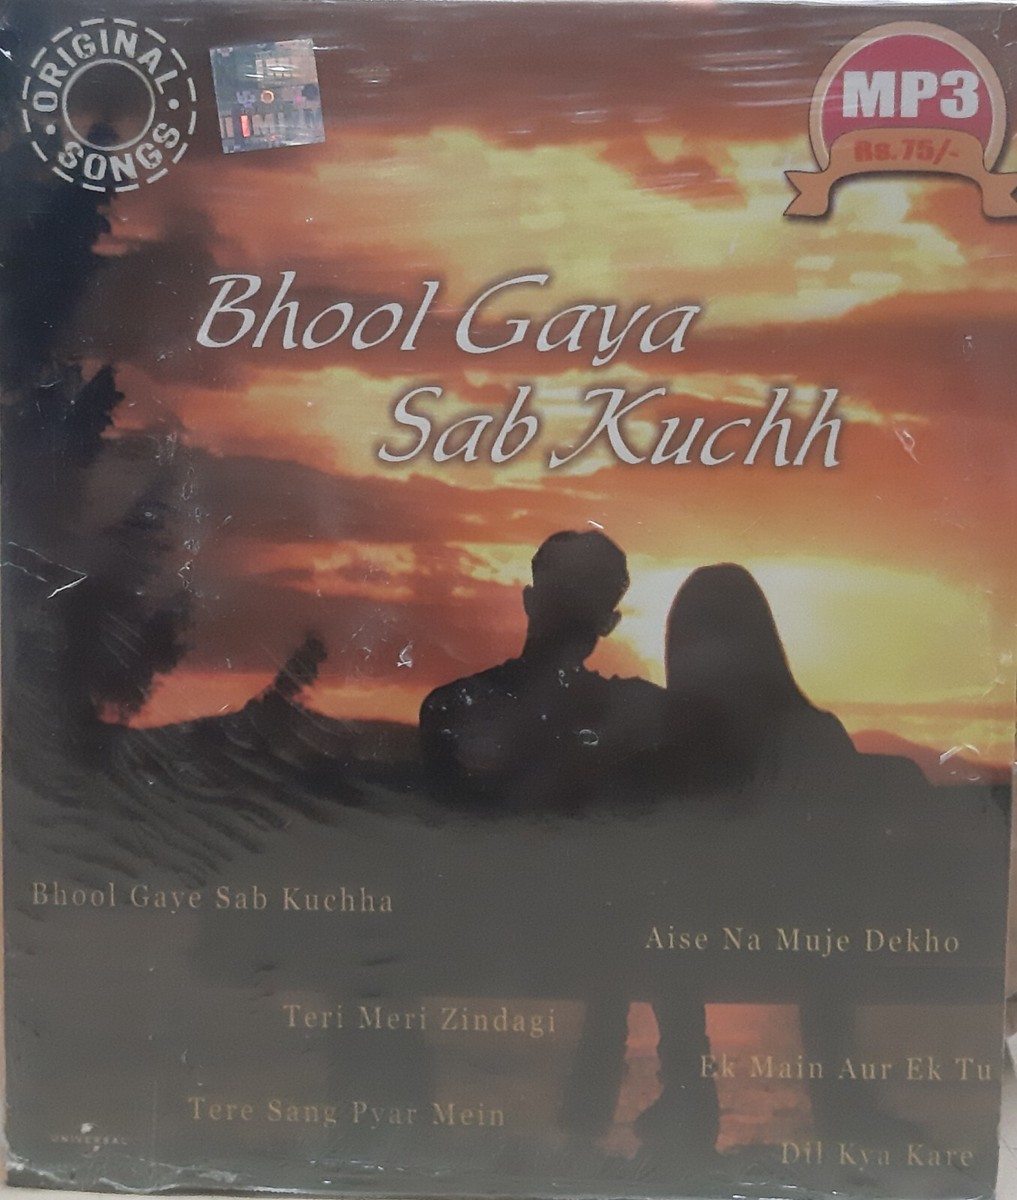 ORIGINAL
SONGS
MP3
Rs.75/-
Bhool Gaya
Sab Kuchh
Bhool Gaye Sab Kuchha
Aise Na Muje Dekho
Teri Meri Zindagi
Ek Main Aur Ek Tu
Tere Sang Pyar Mein
Dil Kya Kare
UNIVERSAL